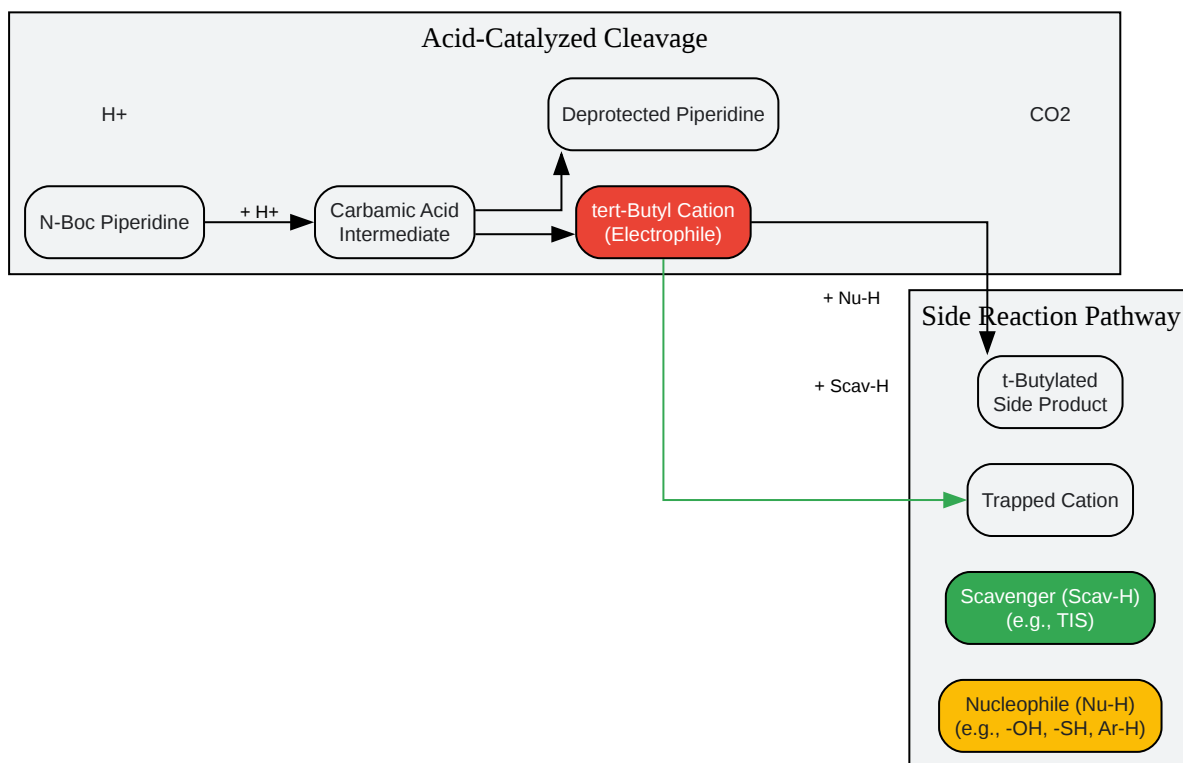 Acid-Catalyzed Cleavage
H+
Deprotected Piperidine
CO2
N-Boc Piperidine
+ H+
Carbamic Acid
Intermediate
tert-Butyl Cation
(Electrophile)
+ Nu-H
Side Reaction Pathway
+ Scav-H
t-Butylated
Side Product
Trapped Cation
Scavenger (Scav-H)
(e.g., TIS)
Nucleophile (Nu-H)
(e.g., -OH, -SH, Ar-H)